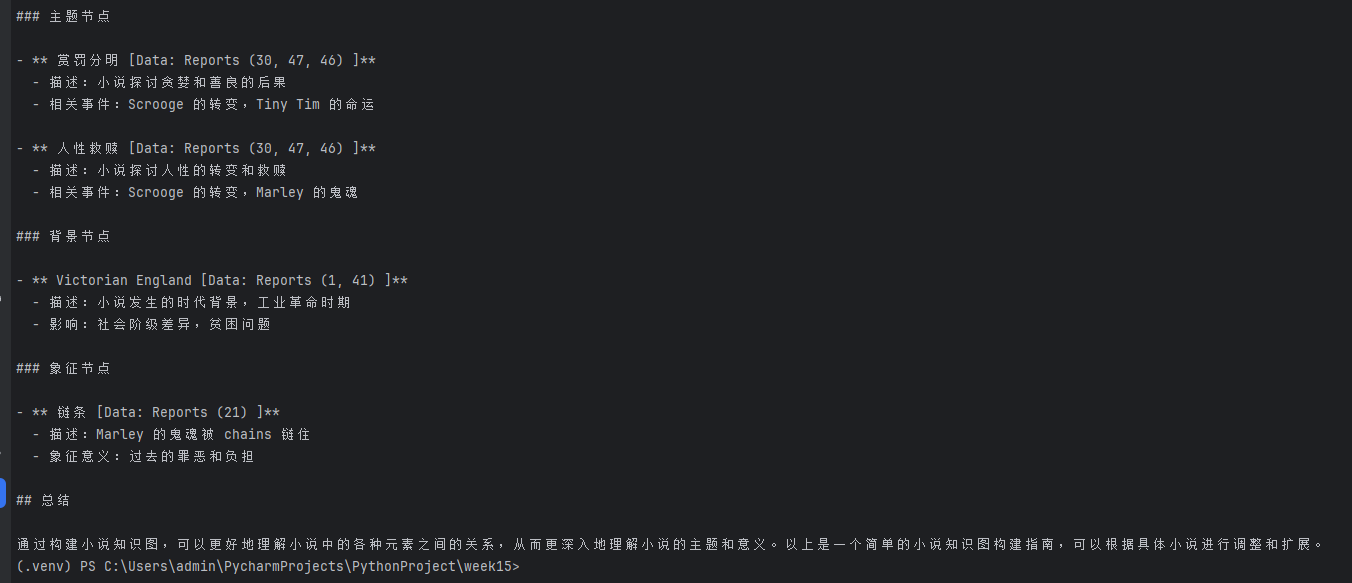 ### 主题节点
- ** 赏罚分明 [Data: Reports (30, 47, 46) ]**
- 描述：小说探讨贪婪和善良的后果
- 相关事件：Scrooge 的转变，Tiny Tim 的命运
- ** 人性救赎 [Data: Reports (30, 47, 46) ]**
- 描述：小说探讨人性的转变和救赎
- 相关事件：Scrooge 的转变，Marley 的鬼魂
### 背景节点
- ** Victorian England [Data: Reports (1, 41) ]**
- 描述：小说发生的时代背景，工业革命时期
- 影响：社会阶级差异，贫困问题
### 象征节点
- ** 链条 [Data: Reports (21) ]**
- 描述：Marley 的鬼魂被 chains 链住
- 象征意义：过去的罪恶和负担
## 总结
通过构建小说知识图，可以更好地理解小说中的各种元素之间的关系，从而更深入地理解小说的主题和意义。以上是一个简单的小说知识图构建指南，可以根据具体小说进行调整和扩展。
(.venv) PS C:\Users\admin\PycharmProjects\PythonProject\week15>